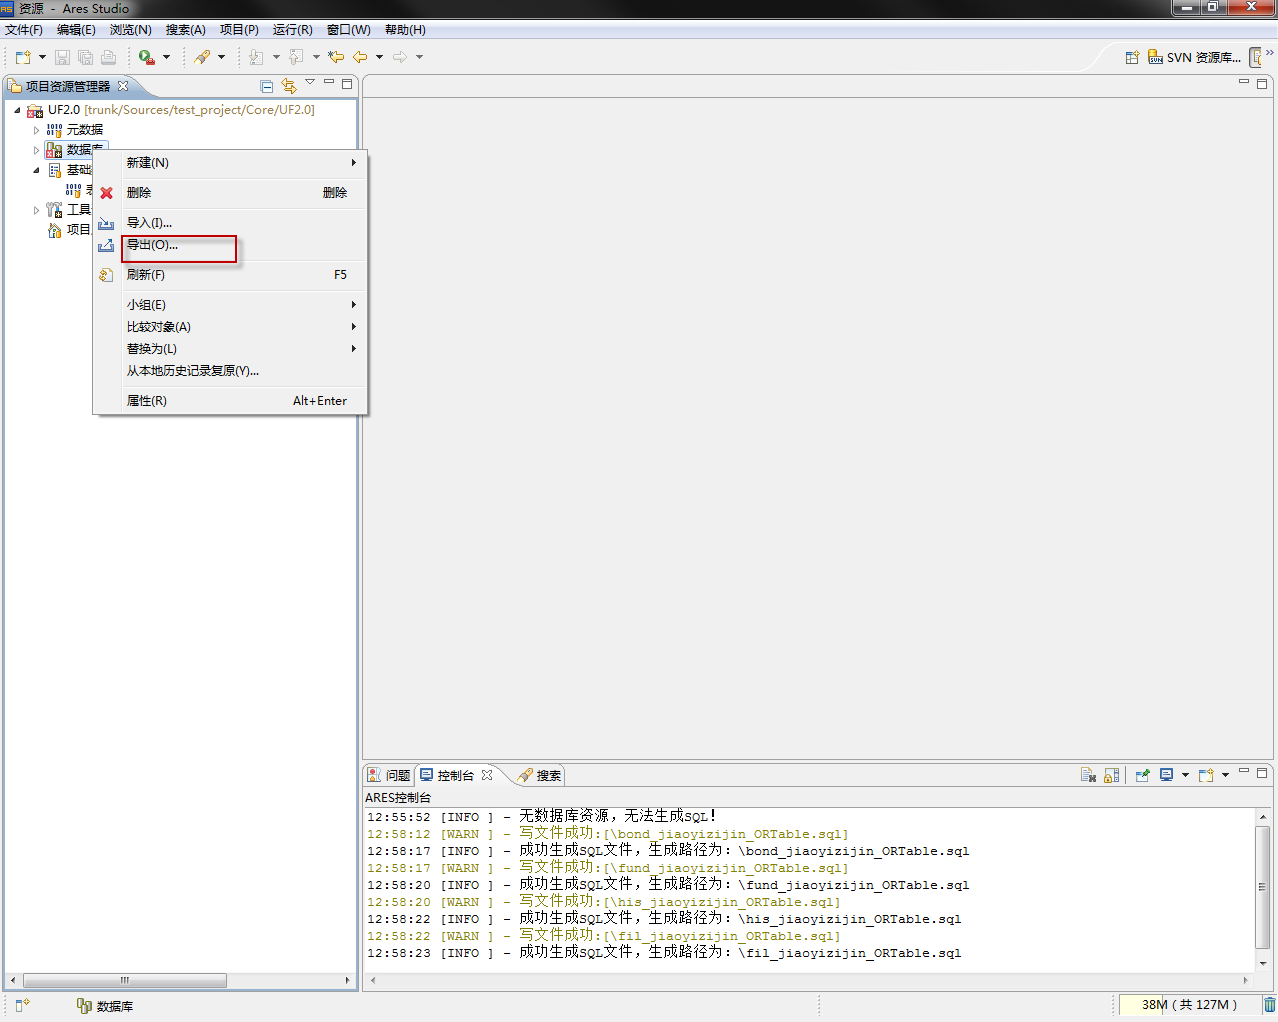 资源 - Ares Studio
文件(F) 编辑(E) 浏览(N) 搜索(A) 项目(P) 运行(R) 窗口(W) 帮助(H)
SVN 资源库...
项目资源管理器
UF2.0 [trunk/Sources/test_project/Core/UF2.0]
元数据
数据库
基础
工具
项目
新建(N)
删除 删除
导入(I)...
导出(O)...
刷新(F) F5
小组(E)
比较对象(A)
替换为(L)
从本地历史记录复原(Y)...
属性(R) Alt+Enter
问题 控制台 搜索
ARES控制台
12:55:52 [INFO ] - 无数据库资源，无法生成SQL！
12:58:12 [WARN ] - 写文件成功:[\bond_jiaoyizijin_ORTable.sql]
12:58:17 [INFO ] - 成功生成SQL文件，生成路径为：\bond_jiaoyizijin_ORTable.sql
12:58:17 [WARN ] - 写文件成功:[\fund_jiaoyizijin_ORTable.sql]
12:58:20 [INFO ] - 成功生成SQL文件，生成路径为：\fund_jiaoyizijin_ORTable.sql
12:58:20 [WARN ] - 写文件成功:[\his_jiaoyizijin_ORTable.sql]
12:58:22 [INFO ] - 成功生成SQL文件，生成路径为：\his_jiaoyizijin_ORTable.sql
12:58:22 [WARN ] - 写文件成功:[\fil_jiaoyizijin_ORTable.sql]
12:58:23 [INFO ] - 成功生成SQL文件，生成路径为：\fil_jiaoyizijin_ORTable.sql
数据库
38M ( 共 127M )